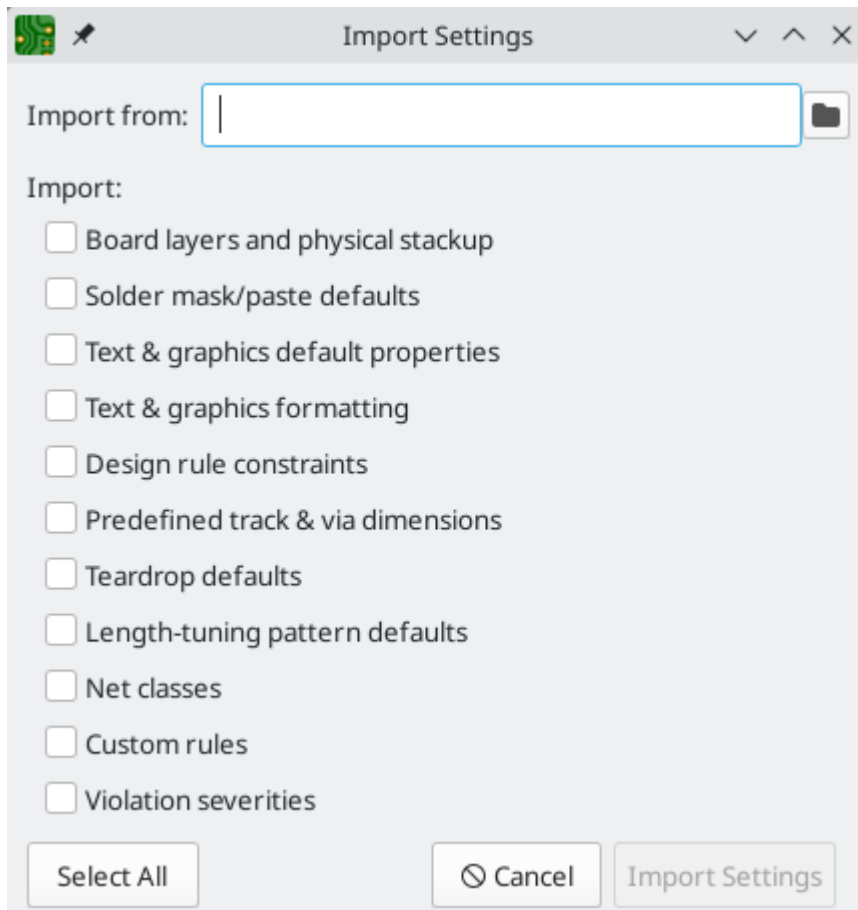 Import Settings
Import from:
Import:
Board layers and physical stackup
Solder mask/paste defaults
Text & graphics default properties
Text & graphics formatting
Design rule constraints
Predefined track & via dimensions
Teardrop defaults
Length-tuning pattern defaults
Net classes
Custom rules
Violation severities
Select All Cancel Import Settings